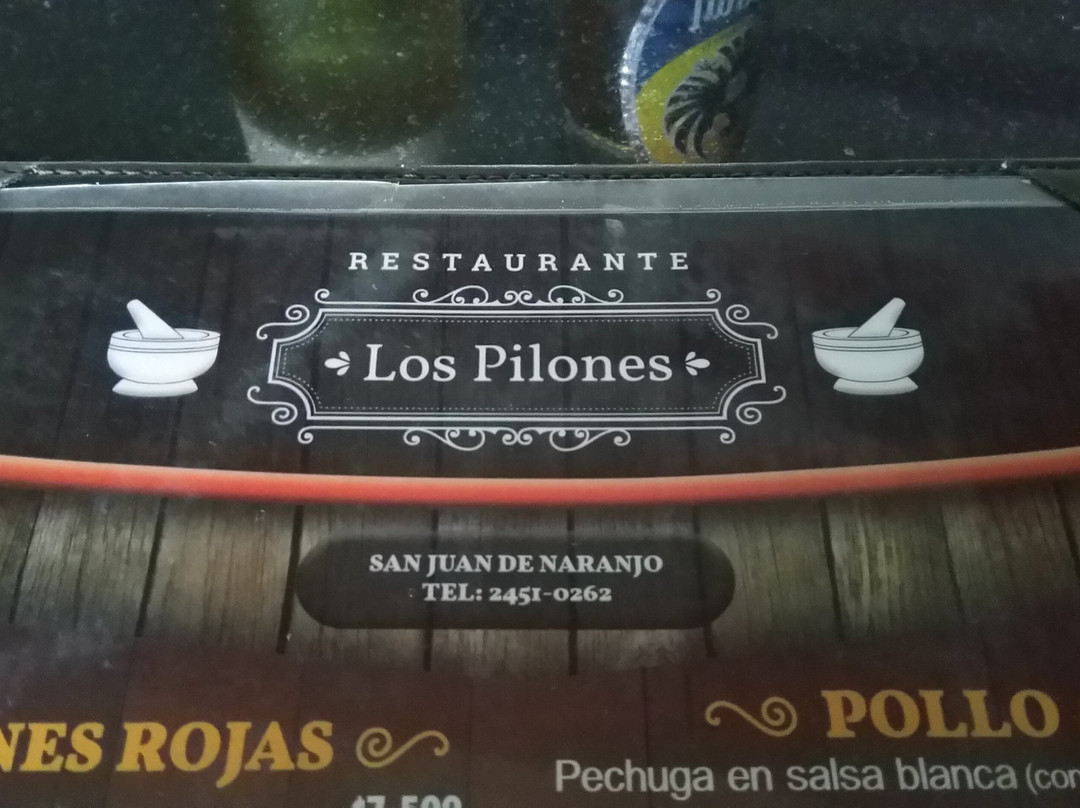 RESTAURANTE
Los Pilones
SAN JUAN DE NARANJO
TEL: 2451-0262
NES ROJAS
POLLO
Pechuga en salsa blanca